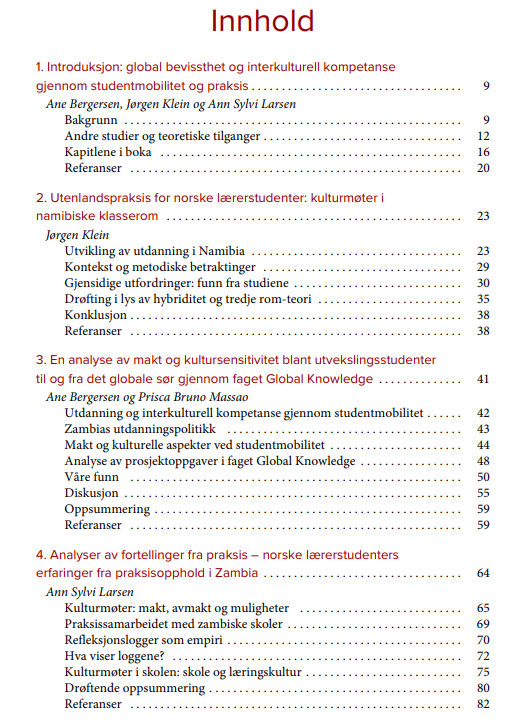 Innhold
1. Introduksjon: global bevissthet og interkulturell kompetanse
gjennom studentmobilitet og praksis . . . . . . . . . . . . . . . . . . . . . . . . . . . . . . . . . . . 9
Ane Bergersen, Jørgen Klein og Ann Sylvi Larsen
Bakgrunn . . . . . . . . . . . . . . . . . . . . . . . . . . . . . . . . . . . . . . . . . . . . . . . . . . . . . . . . 9
Andre studier og teoretiske tilganger . . . . . . . . . . . . . . . . . . . . . . . . . . . . . . . . . 12
Kapitlene i boka . . . . . . . . . . . . . . . . . . . . . . . . . . . . . . . . . . . . . . . . . . . . . . . . . . 16
Referanser . . . . . . . . . . . . . . . . . . . . . . . . . . . . . . . . . . . . . . . . . . . . . . . . . . . . . . . 20
2. Utenlandspraksis for norske lærerstudenter: kulturmøter i
namibiske klasserom . . . . . . . . . . . . . . . . . . . . . . . . . . . . . . . . . . . . . . . . . . . . . . . . . 23
Jørgen Klein
Utvikling av utdanning i Namibia . . . . . . . . . . . . . . . . . . . . . . . . . . . . . . . . . . . . 23
Kontekst og metodiske betraktinger . . . . . . . . . . . . . . . . . . . . . . . . . . . . . . . . . . 29
Gjensidige utfordringer: funn fra studiene . . . . . . . . . . . . . . . . . . . . . . . . . . . . . 30
Drøfting i lys av hybriditet og tredje rom-teori . . . . . . . . . . . . . . . . . . . . . . . . . 35
Konklusjon . . . . . . . . . . . . . . . . . . . . . . . . . . . . . . . . . . . . . . . . . . . . . . . . . . . . . . . 38
Referanser . . . . . . . . . . . . . . . . . . . . . . . . . . . . . . . . . . . . . . . . . . . . . . . . . . . . . . . 38
3. En analyse av makt og kultursensitivitet blant utvekslingsstudenter
til og fra det globale sør gjennom faget Global Knowledge . . . . . . . . . . . . . . 41
Ane Bergersen og Prisca Bruno Massao
Utdanning og interkulturell kompetanse gjennom studentmobilitet . . . . . . 42
Zambias utdanningspolitikk . . . . . . . . . . . . . . . . . . . . . . . . . . . . . . . . . . . . . . . . 43
Makt og kulturelle aspekter ved studentmobilitet . . . . . . . . . . . . . . . . . . . . . . . 44
Analyse av prosjektoppgaver i faget Global Knowledge . . . . . . . . . . . . . . . . . 48
Våre funn . . . . . . . . . . . . . . . . . . . . . . . . . . . . . . . . . . . . . . . . . . . . . . . . . . . . . . . . 50
Diskusjon . . . . . . . . . . . . . . . . . . . . . . . . . . . . . . . . . . . . . . . . . . . . . . . . . . . . . . . . 55
Oppsummering . . . . . . . . . . . . . . . . . . . . . . . . . . . . . . . . . . . . . . . . . . . . . . . . . . . 59
Referanser . . . . . . . . . . . . . . . . . . . . . . . . . . . . . . . . . . . . . . . . . . . . . . . . . . . . . . . 59
4. Analyser av fortellinger fra praksis – norske lærerstudenters
erfaringer fra praksisopphold i Zambia . . . . . . . . . . . . . . . . . . . . . . . . . . . . . . . . . 64
Ann Sylvi Larsen
Kulturmøter: makt, avmakt og muligheter . . . . . . . . . . . . . . . . . . . . . . . . . . . . 65
Praksissamarbeidet med zambiske skoler . . . . . . . . . . . . . . . . . . . . . . . . . . . . . . 69
Refleksjonslogger som empiri . . . . . . . . . . . . . . . . . . . . . . . . . . . . . . . . . . . . . . . 70
Hva viser loggene? . . . . . . . . . . . . . . . . . . . . . . . . . . . . . . . . . . . . . . . . . . . . . . . . 72
Kulturmøter i skolen: skole og læringskultur . . . . . . . . . . . . . . . . . . . . . . . . . . . 75
Drøftende oppsummering . . . . . . . . . . . . . . . . . . . . . . . . . . . . . . . . . . . . . . . . . . 80
Referanser . . . . . . . . . . . . . . . . . . . . . . . . . . . . . . . . . . . . . . . . . . . . . . . . . . . . . . . 82